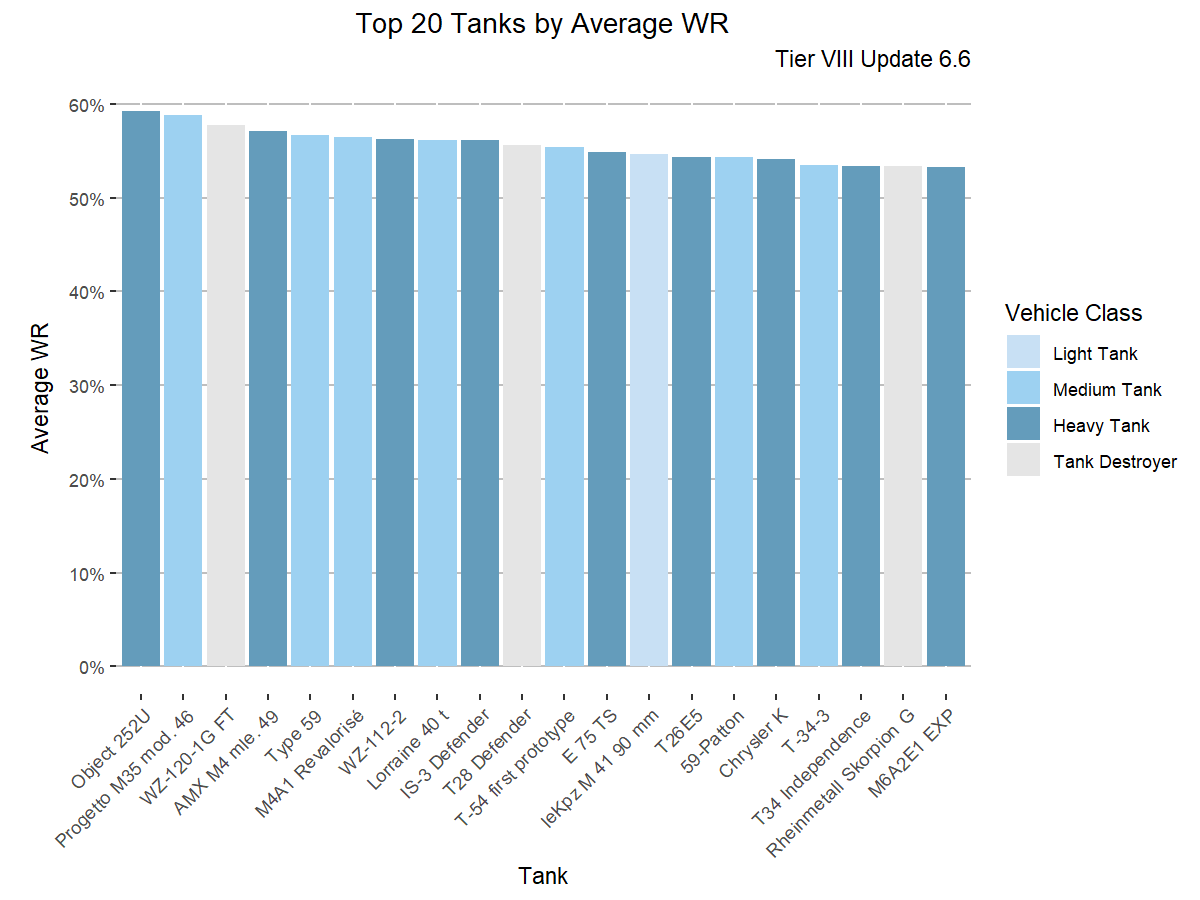 Top 20 Tanks by Average WR
Tier VIII Update 6.6
Average WR
60%
50%
40%
30%
20%
10%
0%
Object 252U
Progetto M35 mod. 46
WZ-120-1G FT
AMX M4 mle. 49
Type 59
M4A1 Revalorisé
WZ-112-2
Lorraine 40 t
IS-3 Defender
T28 Defender
T-54 first prototype
E 75 TS
leKpz M 41 90 mm
T26E5
59-Patton
Chrysler K
T-34-3
T34 Independence
Rheinmetall Skorpion G
M6A2E1 EXP
Tank
Vehicle Class
Light Tank
Medium Tank
Heavy Tank
Tank Destroyer